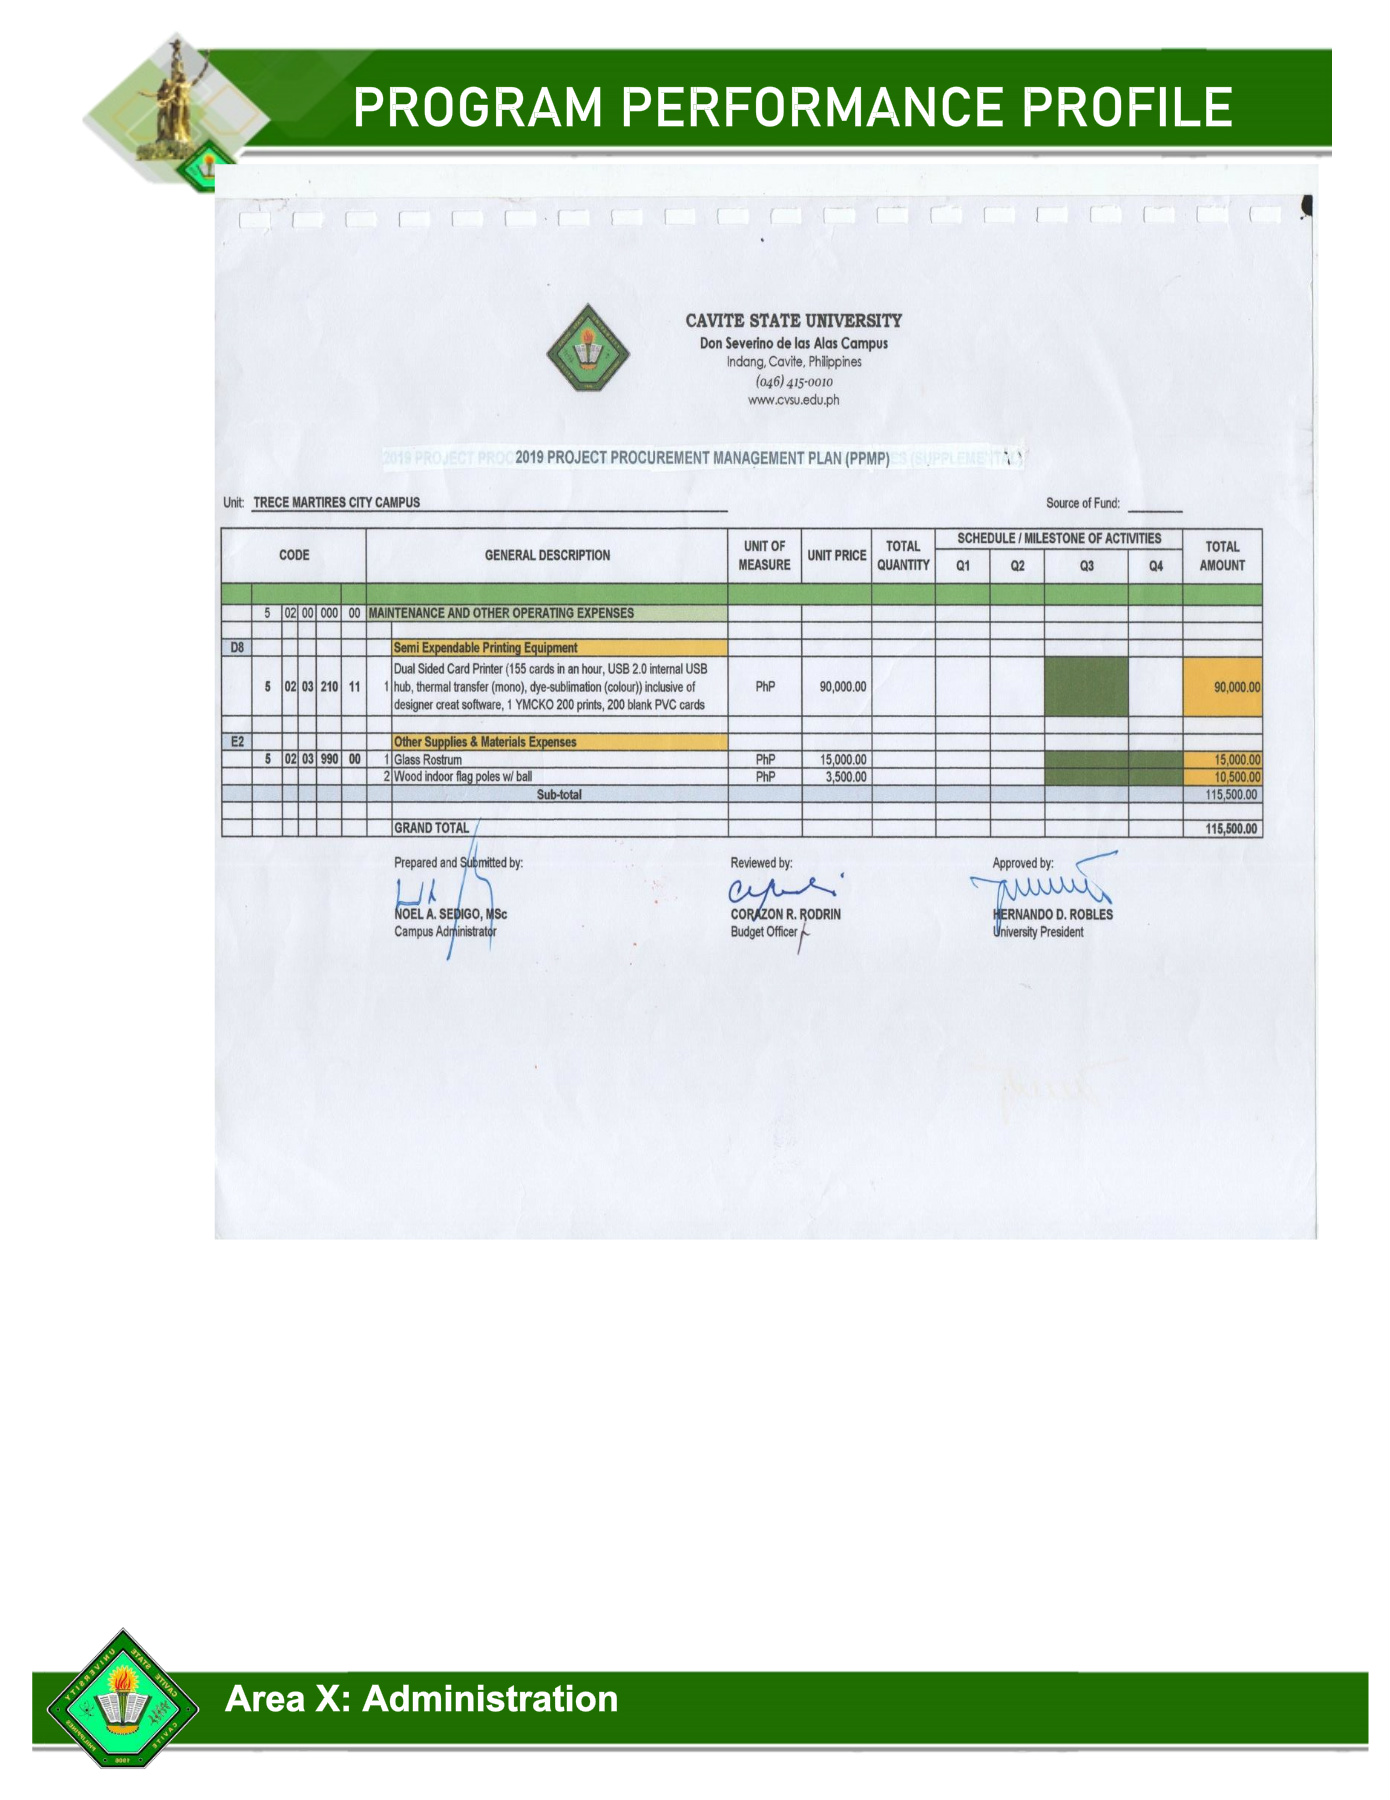 PROGRAM PERFORMANCE PROFILE
CAVITE STATE UNIVERSITY
Don Severino de las Alas Campus
Indang, Cavite, Philippines
(046) 415-0010
www.cvsu.edu.ph
2019 PROJECT PROCUREMENT MANAGEMENT PLAN (PPMP)
Unit: TRECE MARTIRES CITY CAMPUS Source of Fund:
CODE GENERAL DESCRIPTION UNIT OF MEASURE UNIT PRICE TOTAL QUANTITY SCHEDULE / MILESTONE OF ACTIVITIES TOTAL AMOUNT
Q1 Q2 Q3 Q4
5 02 00 000 00 MAINTENANCE AND OTHER OPERATING EXPENSES
D8 Semi Expendable Printing Equipment
Dual Sided Card Printer (155 cards in an hour, USB 2.0 internal USB
5 02 03 210 11 1 hub, thermal transfer (mono), dye-sublimation (colour)) inclusive of PhP 90,000.00 90,000.00
designer creat software, 1 YMCKO 200 prints, 200 blank PVC cards
E2 Other Supplies & Materials Expenses
5 02 03 990 00 1 Glass Rostrum PhP 15,000.00 15,000.00
2 Wood indoor flag poles w/ ball PhP 3,500.00 10,500.00
Sub-total 115,500.00
GRAND TOTAL 115,500.00
Prepared and Submitted by: Reviewed by: Approved by:
NOEL A. SEDIGO, MSc CORAZON R. RODRIN HERNANDO D. ROBLES
Campus Administrator Budget Officer University President
Area X: Administration